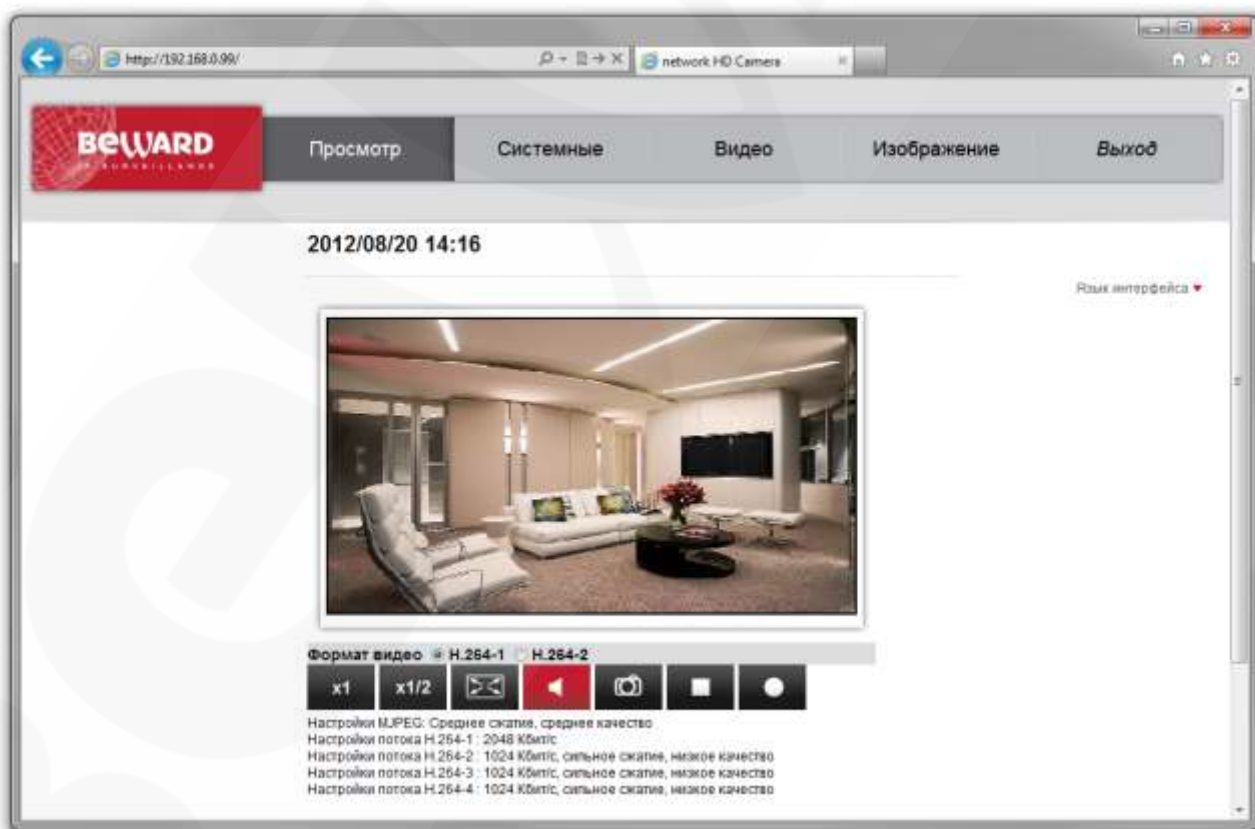 http://192.168.0.99/
network HD Camera
BEWARD
IP SURVEILLANCE
Просмотр
Системные
Видео
Изображение
Выход
2012/08/20 14:16
Язык интерфейса
Формат видео H.264-1 H.264-2
x1 x1/2
Настройки MJPEG: Среднее сжатие, среднее качество
Настройки потока H.264-1 : 2048 Кбит/с
Настройки потока H.264-2 : 1024 Кбит/с, сильное сжатие, низкое качество
Настройки потока H.264-3 : 1024 Кбит/с, сильное сжатие, низкое качество
Настройки потока H.264-4 : 1024 Кбит/с, сильное сжатие, низкое качество